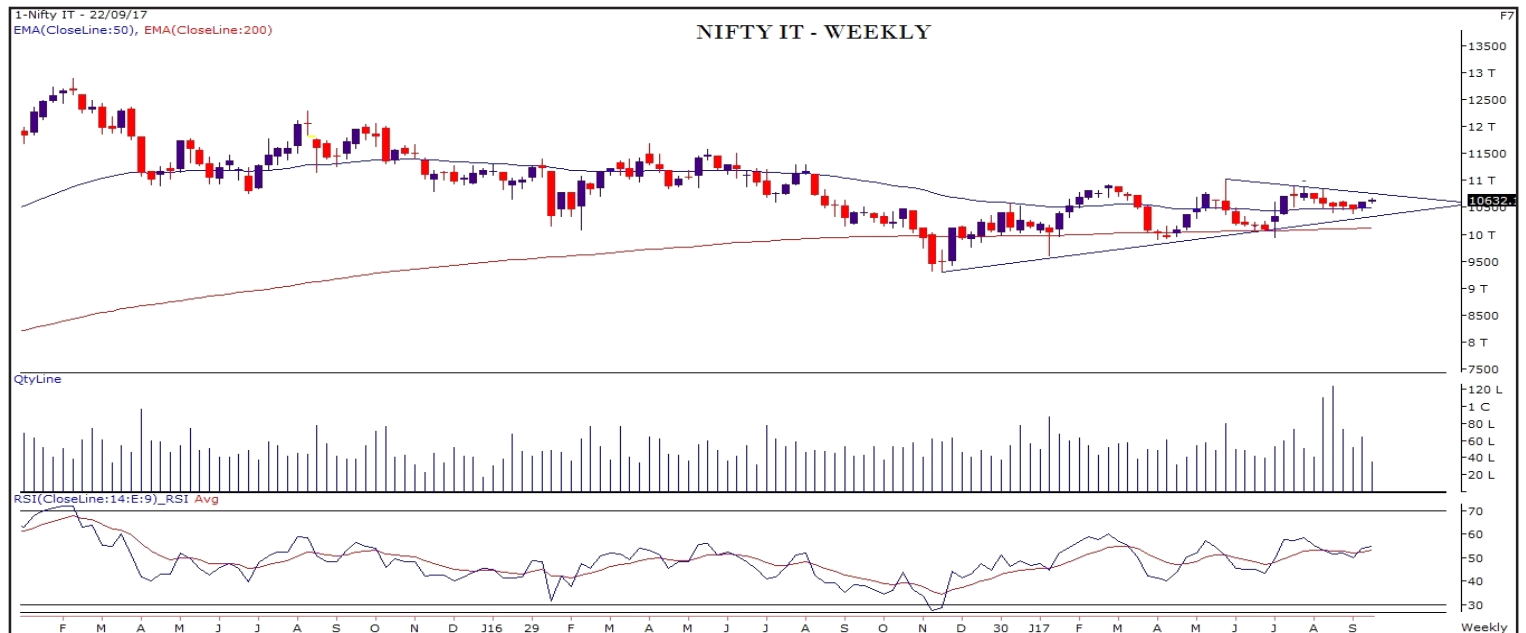 1-Nifty IT - 22/09/17
F7
EMA(CloseLine:50), EMA(CloseLine:200)
NIFTY IT - WEEKLY
13500
13 T
12500
12 T
11500
11 T
10632.1
10500
10 T
9500
9 T
8500
8 T
7500
QtyLine
120 L
1 C
80 L
60 L
40 L
20 L
RSI(CloseLine:14:E:9)_RSI Avg
70
60
50
40
30
F M A M J J A S O N D J16 29 F M A M J J A S O N D 30 J17 F M A M J J A S Weekly